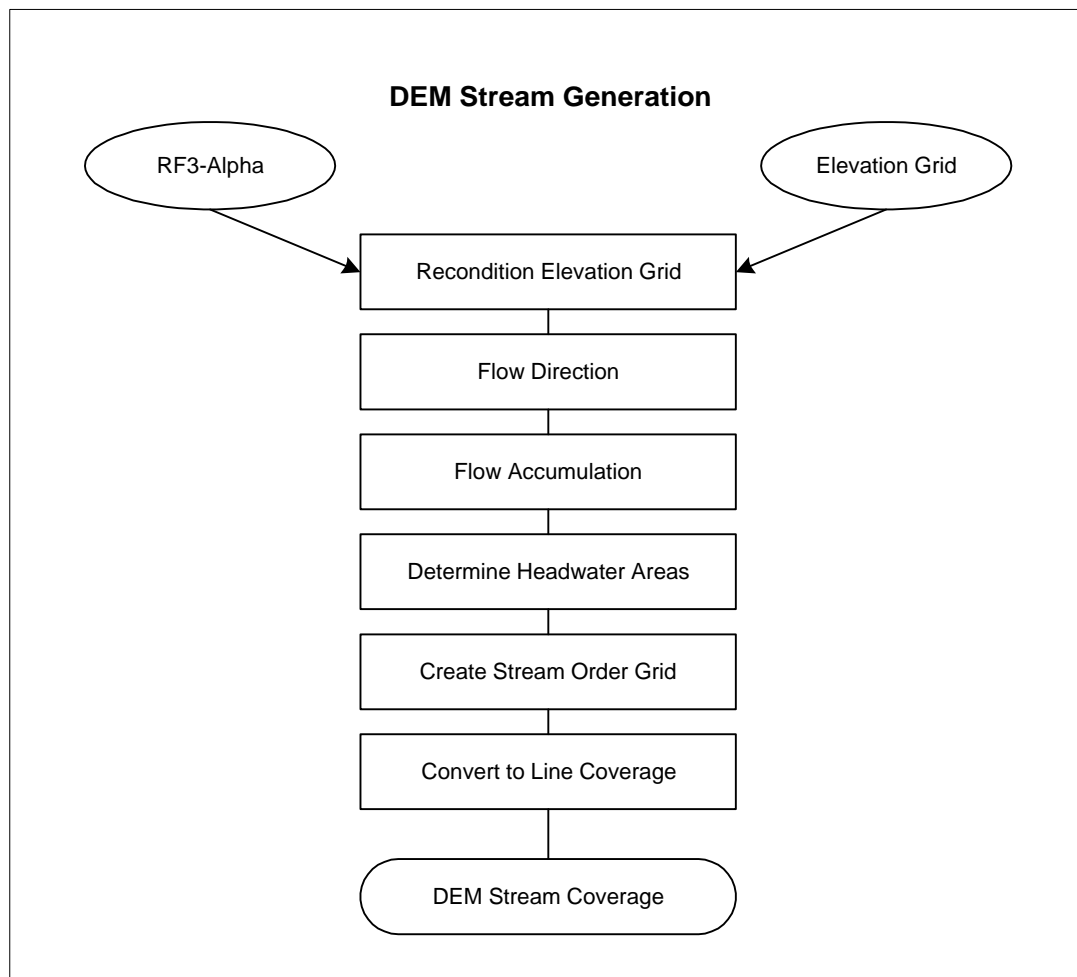 DEM Stream Generation
RF3-Alpha
Elevation Grid
Recondition Elevation Grid
Flow Direction
Flow Accumulation
Determine Headwater Areas
Create Stream Order Grid
Convert to Line Coverage
DEM Stream Coverage